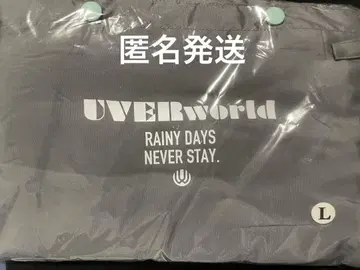 匿名発送
UVERworld
RAINY DAYS
NEVER STAY.
L